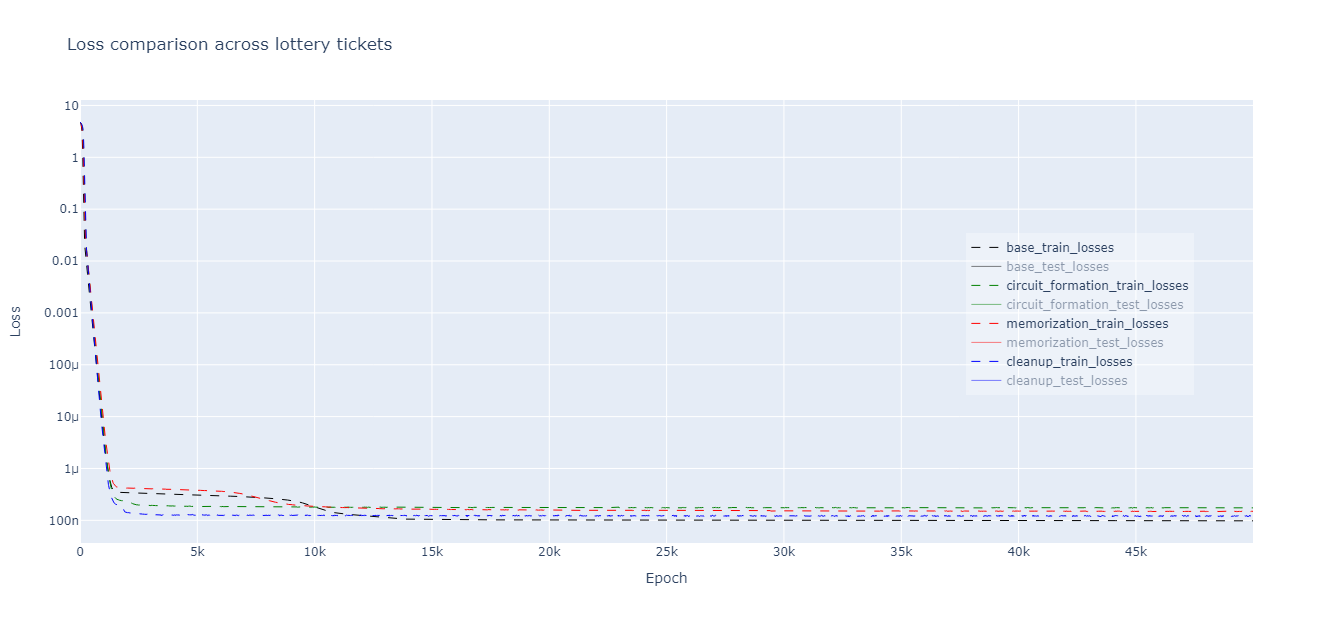 Loss comparison across lottery tickets
10
1
0.1
0.01
0.001
100μ
10μ
1μ
100n
Loss
base_train_losses
base_test_losses
circuit_formation_train_losses
circuit_formation_test_losses
memorization_train_losses
memorization_test_losses
cleanup_train_losses
cleanup_test_losses
0 5k 10k 15k 20k 25k 30k 35k 40k 45k
Epoch